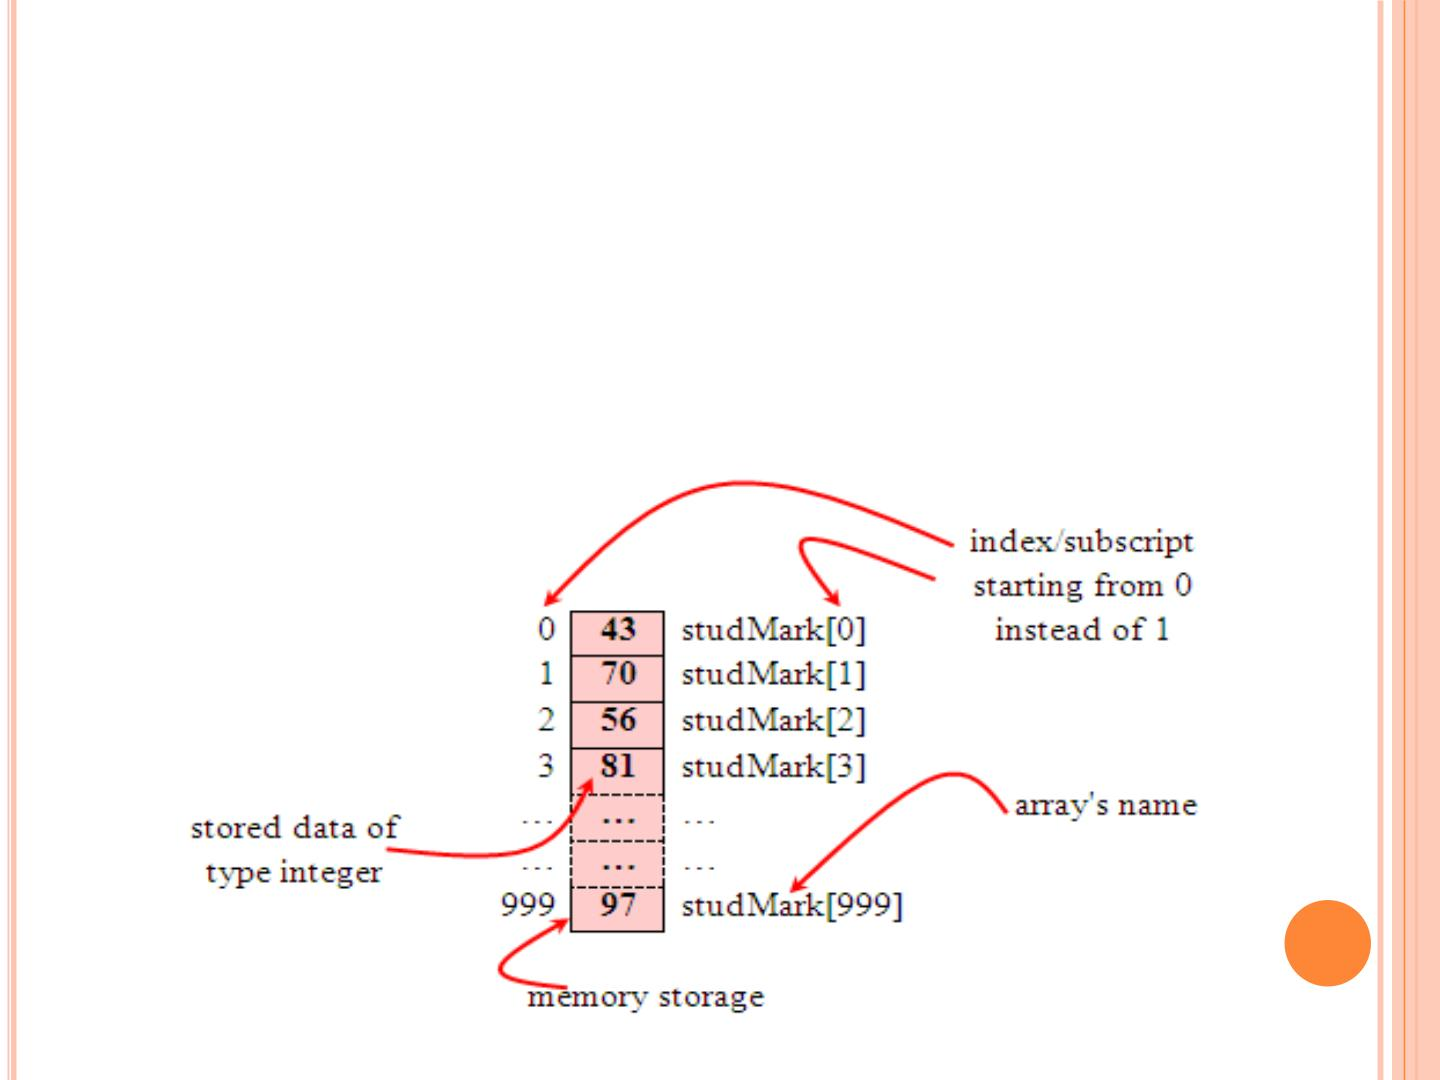 index/subscript
starting from 0
instead of 1
0 43 studMark[0]
1 70 studMark[1]
2 56 studMark[2]
3 81 studMark[3]
... ... ...
... ... ...
999 97 studMark[999]
stored data of
type integer
array's name
memory storage